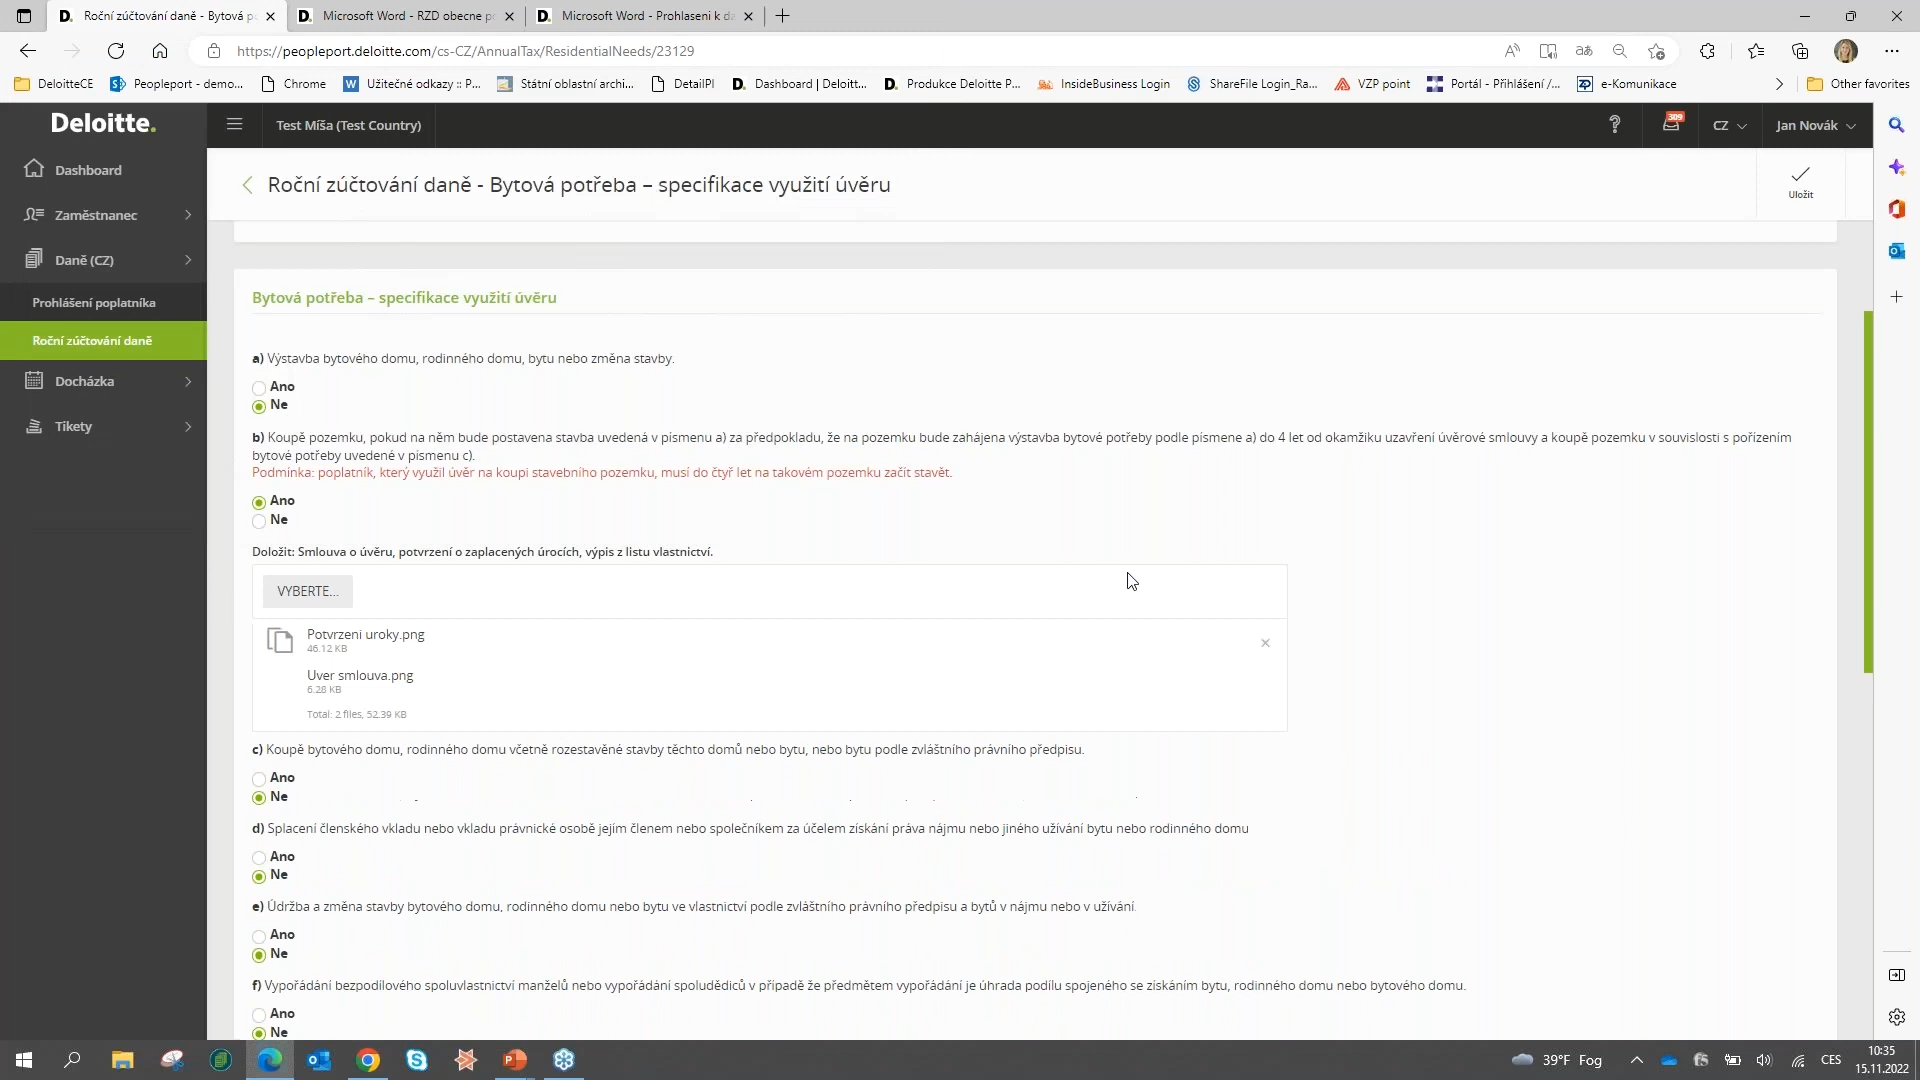 Roční zúčtování daně - Bytová p
Microsoft Word - RZD obecne p
Microsoft Word - Prohlaseni k d
https://peopleport.deloitte.com/cs-CZ/AnnualTax/ResidentialNeeds/23129
DeloitteCE
Peopleport - demo...
Chrome
Užitečné odkazy :: P...
Státní oblastní archi...
DetailPI
Dashboard | Deloitt...
Produkce Deloitte P...
InsideBusiness Login
ShareFile Login_Ra...
VZP point
Portál - Přihlášení /...
e-Komunikace
Other favorites
Deloitte.
Test Míša (Test Country)
309
CZ
Jan Novák
Dashboard
Zaměstnanec
Daně (CZ)
Prohlášení poplatníka
Roční zúčtování daně
Docházka
Tikety
Roční zúčtování daně - Bytová potřeba – specifikace využití úvěru
Uložit
Bytová potřeba – specifikace využití úvěru
a) Výstavba bytového domu, rodinného domu, bytu nebo změna stavby.
Ano
Ne
b) Koupě pozemku, pokud na něm bude postavena stavba uvedená v písmenu a) za předpokladu, že na pozemku bude zahájena výstavba bytové potřeby podle písmene a) do 4 let od okamžiku uzavření úvěrové smlouvy a koupě pozemku v souvislosti s pořízením
bytové potřeby uvedené v písmenu c).
Podmínka: poplatník, který využil úvěr na koupi stavebního pozemku, musí do čtyř let na takovém pozemku začít stavět.
Ano
Ne
Doložit: Smlouva o úvěru, potvrzení o zaplacených úrocích, výpis z listu vlastnictví.
VYBERTE...
Potvrzeni uroky.png
46.12 KB
Uver smlouva.png
6.28 KB
Total: 2 files, 52.39 KB
c) Koupě bytového domu, rodinného domu včetně rozestavěné stavby těchto domů nebo bytu, nebo bytu podle zvláštního právního předpisu.
Ano
Ne
d) Splacení členského vkladu nebo vkladu právnické osobě jejím členem nebo společníkem za účelem získání práva nájmu nebo jiného užívání bytu nebo rodinného domu
Ano
Ne
e) Údržba a změna stavby bytového domu, rodinného domu nebo bytu ve vlastnictví podle zvláštního právního předpisu a bytů v nájmu nebo v užívání.
Ano
Ne
f) Vypořádání bezpodílového spoluvlastnictví manželů nebo vypořádání spoludědiců v případě že předmětem vypořádání je úhrada podílu spojeného se získáním bytu, rodinného domu nebo bytového domu.
Ano
Ne
39°F Fog
CES
10:35
15.11.2022